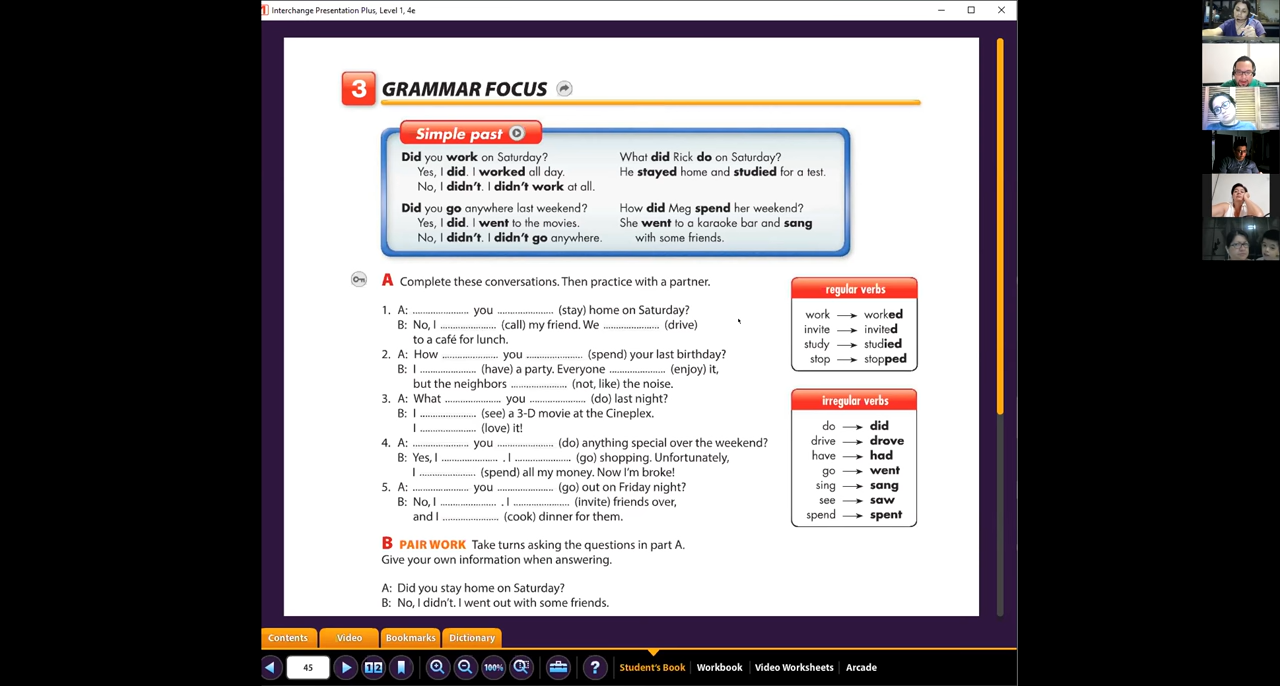 Interchange Presentation Plus, Level 1, 4e
3 GRAMMAR FOCUS
Simple past
Did you work on Saturday?
Yes, I did. I worked all day.
No, I didn't. I didn't work at all.
Did you go anywhere last weekend?
Yes, I did. I went to the movies.
No, I didn't. I didn't go anywhere.
What did Rick do on Saturday?
He stayed home and studied for a test.
How did Meg spend her weekend?
She went to a karaoke bar and sang
with some friends.
A Complete these conversations. Then practice with a partner.
1. A: .................... you .................... (stay) home on Saturday?
B: No, I .................... (call) my friend. We .................... (drive)
to a café for lunch.
2. A: How .................... you .................... (spend) your last birthday?
B: I .................... (have) a party. Everyone .................... (enjoy) it,
but the neighbors .................... (not, like) the noise.
3. A: What .................... you .................... (do) last night?
B: I .................... (see) a 3-D movie at the Cineplex.
I .................... (love) it!
4. A: .................... you .................... (do) anything special over the weekend?
B: Yes, I .................... . I .................... (go) shopping. Unfortunately,
I .................... (spend) all my money. Now I'm broke!
5. A: .................... you .................... (go) out on Friday night?
B: No, I .................... . I .................... (invite) friends over,
and I .................... (cook) dinner for them.
regular verbs
work → worked
invite → invited
study → studied
stop → stopped
irregular verbs
do → did
drive → drove
have → had
go → went
sing → sang
see → saw
spend → spent
B PAIR WORK Take turns asking the questions in part A.
Give your own information when answering.
A: Did you stay home on Saturday?
B: No, I didn't. I went out with some friends.
Contents Video Bookmarks Dictionary
45 1|2 100% ? Student's Book Workbook Video Worksheets Arcade